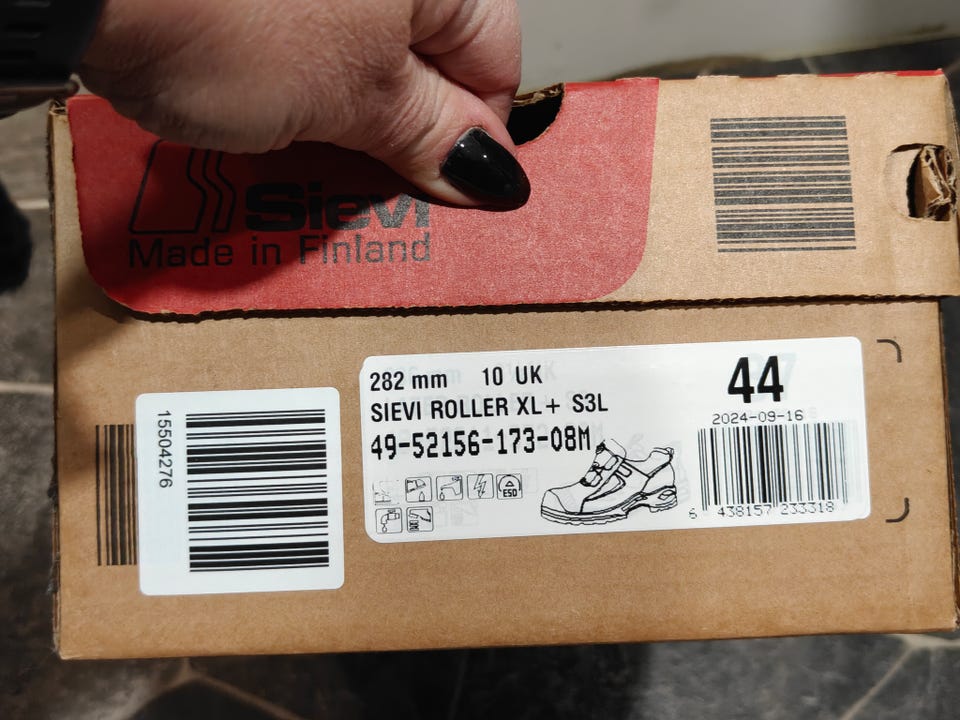 Sievi
Made in Finland
15504276
282 mm 10 UK
SIEVI ROLLER XL+ S3L
49-52156-173-08M
44
2024-09-16
ESD
6 438157 233318